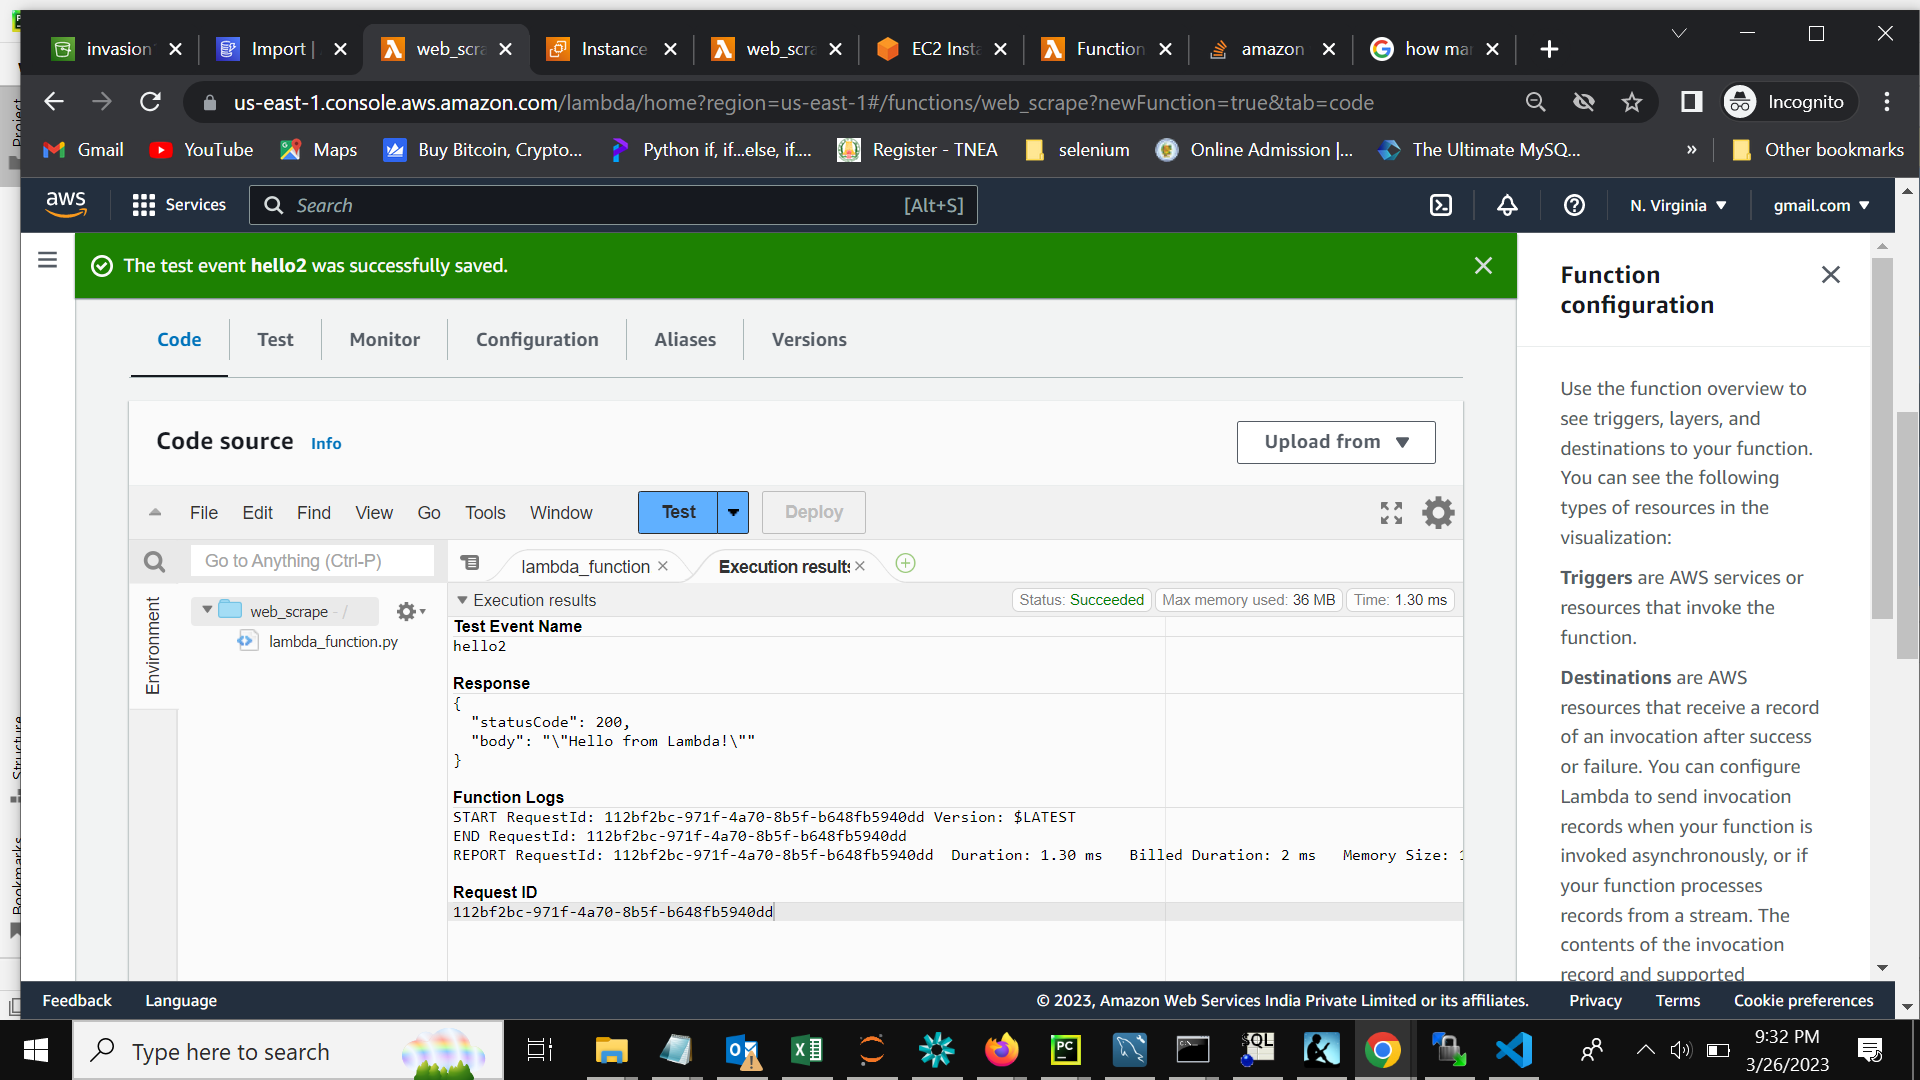 invasion
Import |
web_scra
Instance
web_scra
EC2 Insta
Function
amazon
how mar
us-east-1.console.aws.amazon.com/lambda/home?region=us-east-1#/functions/web_scrape?newFunction=true&tab=code
Incognito
Gmail
YouTube
Maps
Buy Bitcoin, Crypto...
Python if, if...else, if....
Register - TNEA
selenium
Online Admission |...
The Ultimate MySQ...
»
Other bookmarks
aws
Services
Search
[Alt+S]
N. Virginia
gmail.com
The test event hello2 was successfully saved.
Code
Test
Monitor
Configuration
Aliases
Versions
Code source Info
Upload from
File
Edit
Find
View
Go
Tools
Window
Test
Deploy
Go to Anything (Ctrl-P)
lambda_function
Execution results
Environment
web_scrape - /
lambda_function.py
Execution results
Status: Succeeded
Max memory used: 36 MB
Time: 1.30 ms
Test Event Name
hello2
Response
{
"statusCode": 200,
"body": "\"Hello from Lambda!\""
}
Function Logs
START RequestId: 112bf2bc-971f-4a70-8b5f-b648fb5940dd Version: $LATEST
END RequestId: 112bf2bc-971f-4a70-8b5f-b648fb5940dd
REPORT RequestId: 112bf2bc-971f-4a70-8b5f-b648fb5940dd Duration: 1.30 ms Billed Duration: 2 ms Memory Size: 1
Request ID
112bf2bc-971f-4a70-8b5f-b648fb5940dd
Function
configuration
Use the function overview to
see triggers, layers, and
destinations to your function.
You can see the following
types of resources in the
visualization:
Triggers are AWS services or
resources that invoke the
function.
Destinations are AWS
resources that receive a record
of an invocation after success
or failure. You can configure
Lambda to send invocation
records when your function is
invoked asynchronously, or if
your function processes
records from a stream. The
contents of the invocation
record and supported
Project
Structure
Bookmarks
Feedback
Language
© 2023, Amazon Web Services India Private Limited or its affiliates.
Privacy
Terms
Cookie preferences
Type here to search
PC
SQL
9:32 PM
3/26/2023